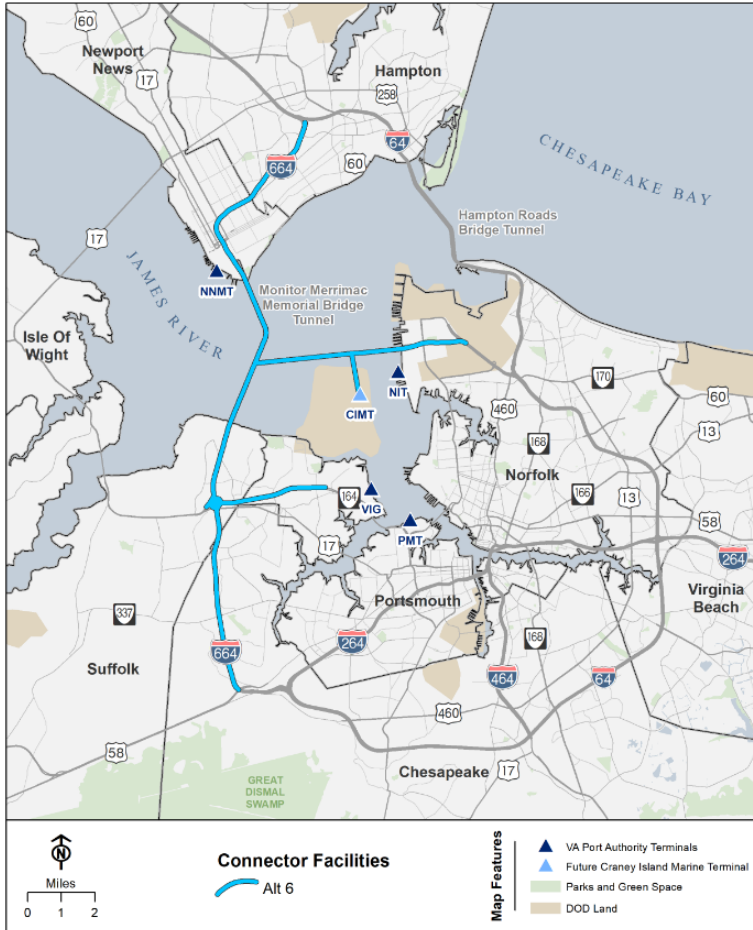 60
Newport
News
17
Hampton
258
664
64
60
CHESAPEAKE BAY
Hampton Roads
Bridge Tunnel
17
JAMES RIVER
NNMT
Monitor Merrimac
Memorial Bridge
Tunnel
Isle Of
Wight
CIMT
NIT
170
460
60
168
13
Norfolk
164
VIG
166
13
PMT
17
58
264
Virginia
Beach
337
Portsmouth
Suffolk
664
264
168
464
64
460
58
Chesapeake
17
GREAT
DISMAL
SWAMP
N
Miles
0 1 2
Connector Facilities
Alt 6
Map Features
VA Port Authority Terminals
Future Craney Island Marine Terminal
Parks and Green Space
DOD Land